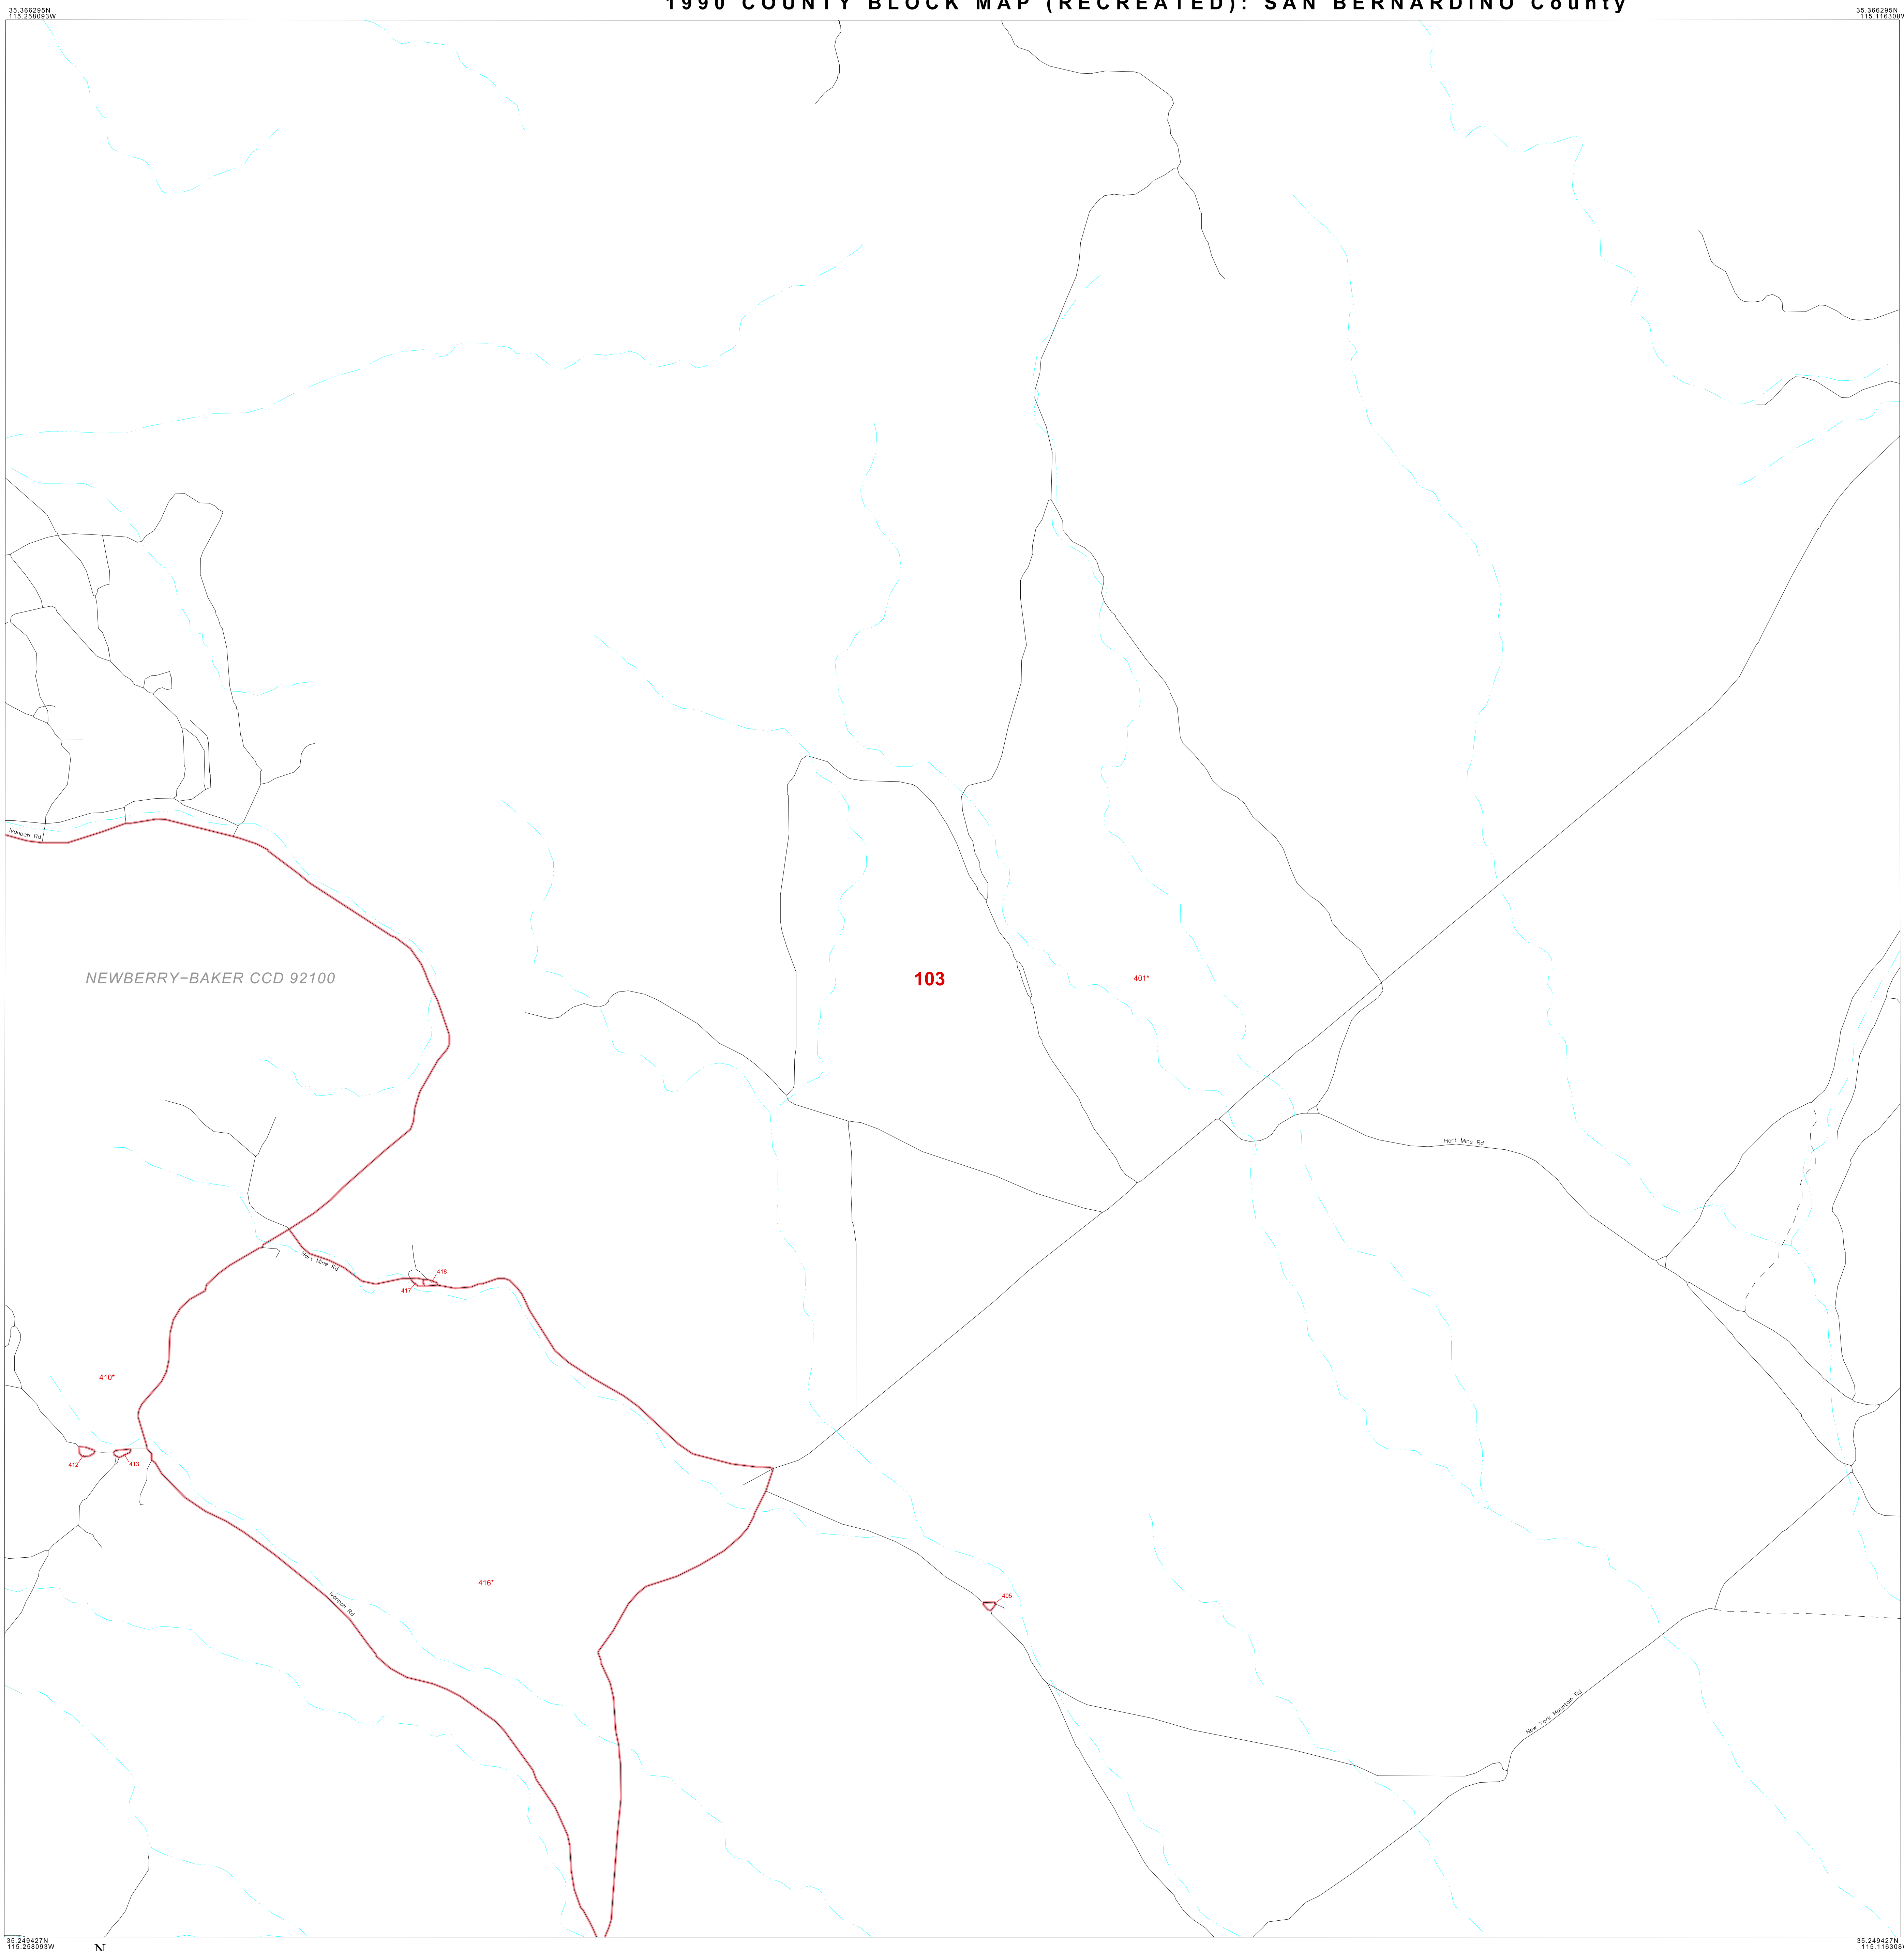 1990 COUNTY BLOCK MAP (RECREATED): SAN BERNARDINO County
35.366295N
115.258093W
35.366295N
115.116308W
Ivanpah Rd
NEWBERRY-BAKER CCD 92100
103
401*
Hart Mine Rd
Hart Mine Rd
418
417
410*
412
413
416*
Ivanpah Rd
405
New York Mountain Rd
35.249427N
115.258093W
N
35.249427N
115.116308W